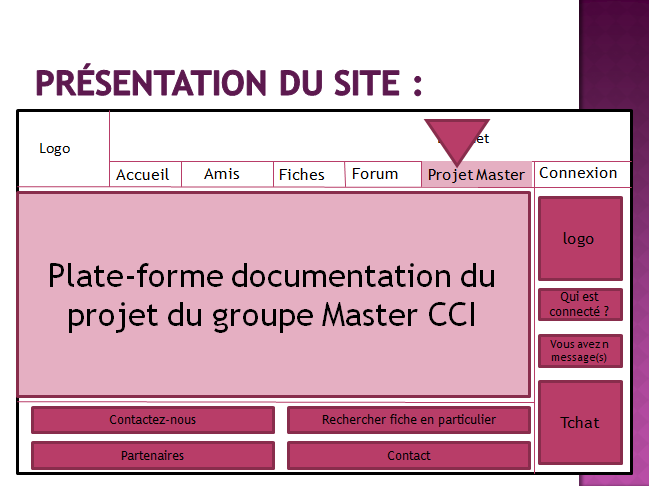 PRÉSENTATION DU SITE :
Logo
et
Accueil Amis Fiches Forum Projet Master Connexion
Plate-forme documentation du
projet du groupe Master CCI
logo
Qui est
connecté ?
Vous avez n
message(s)
Tchat
Contactez-nous
Rechercher fiche en particulier
Partenaires
Contact